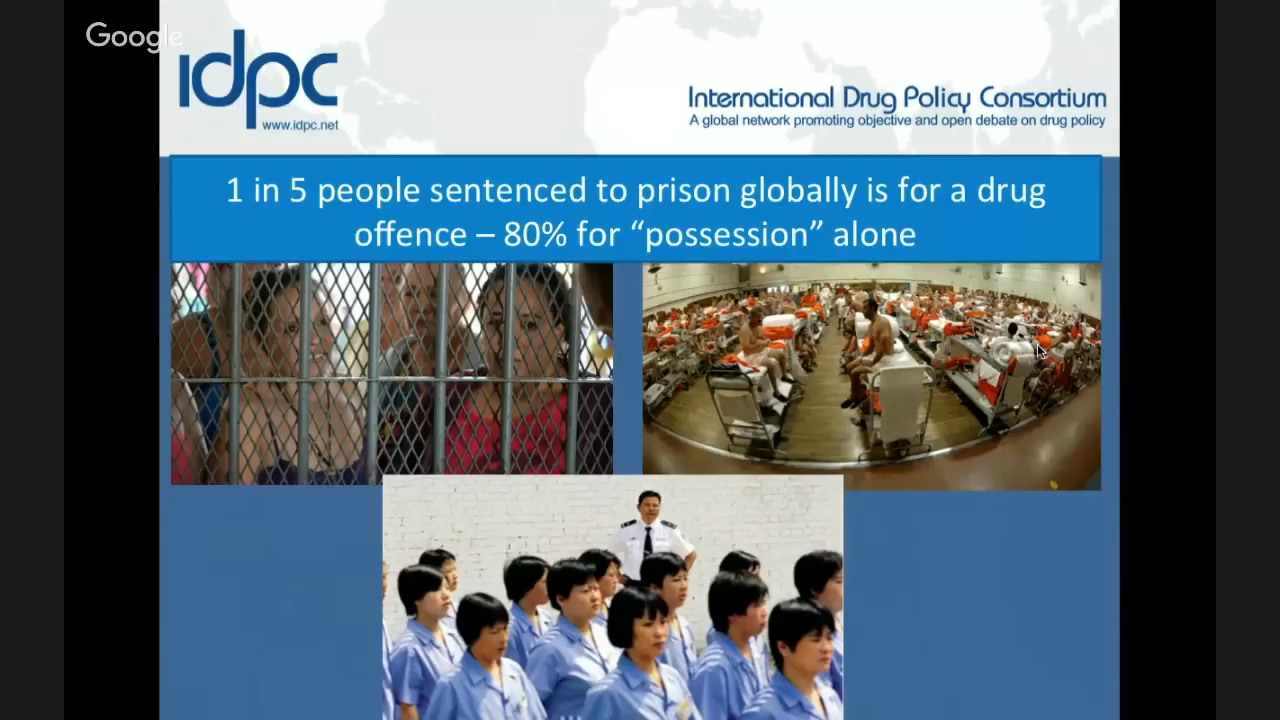 Google
idpc
www.idpc.net
International Drug Policy Consortium
A global network promoting objective and open debate on drug policy
1 in 5 people sentenced to prison globally is for a drug
offence – 80% for “possession” alone